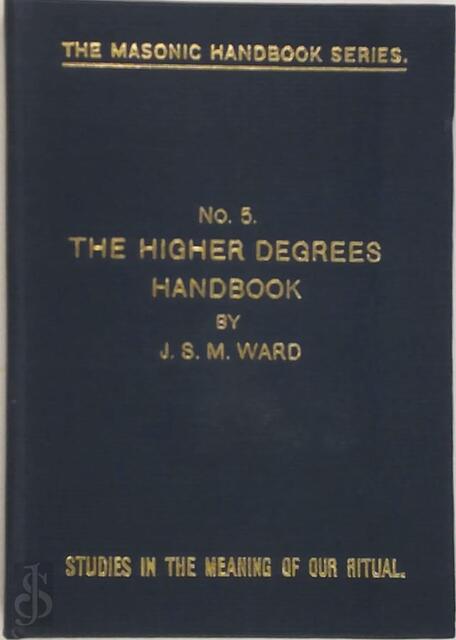 THE MASONIC HANDBOOK SERIES.
No. 5.
THE HIGHER DEGREES
HANDBOOK
BY
J. S. M. WARD
STUDIES IN THE MEANING OF OUR RITUAL.